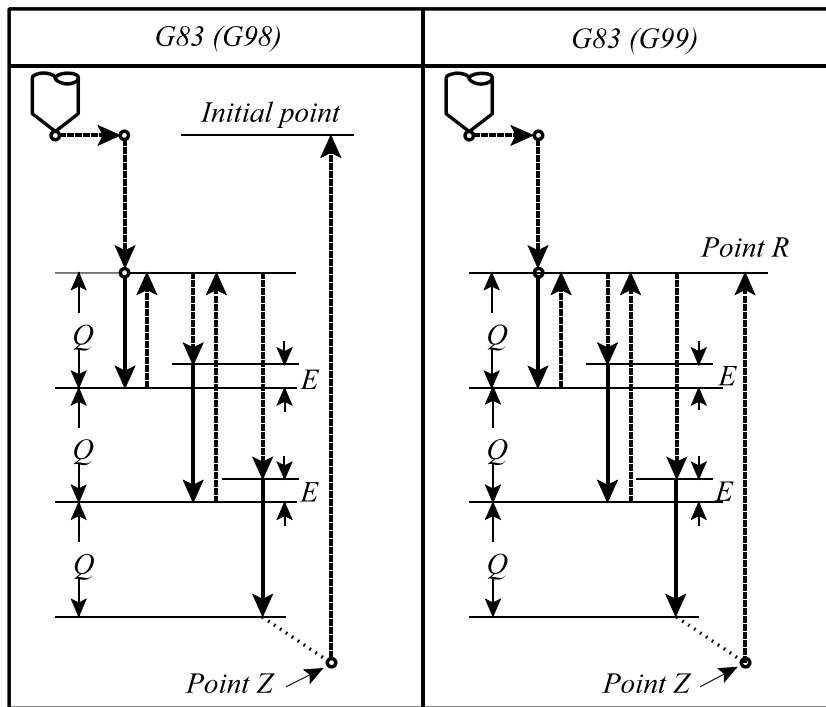 G83 (G98)
G83 (G99)
Initial point
Q
E
Q
E
Q
Point Z
Point R
Q
E
Q
E
Q
Point Z